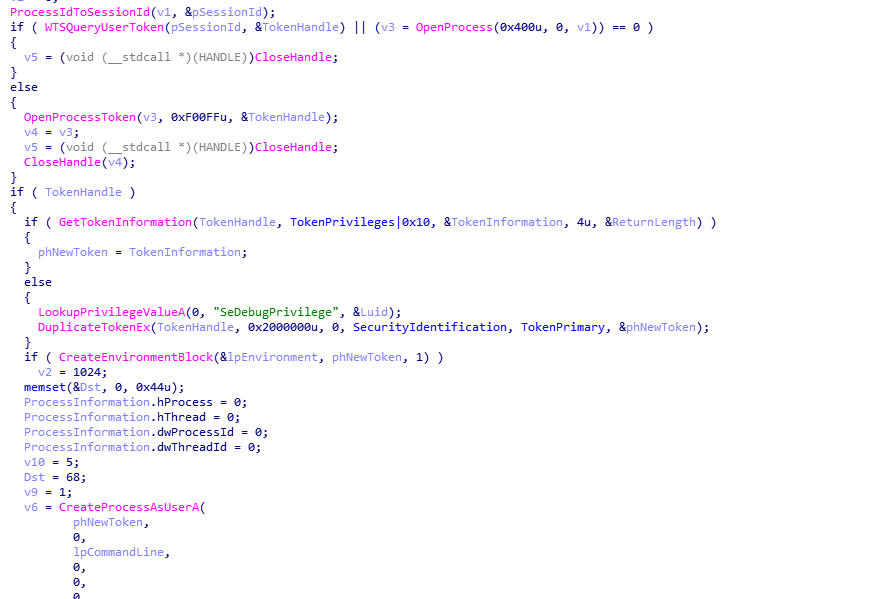 ProcessIdToSessionId(v1, &pSessionId);
if ( WTSQueryUserToken(pSessionId, &TokenHandle) || (v3 = OpenProcess(0x400u, 0, v1)) == 0 )
{
v5 = (void (__stdcall *)(HANDLE))CloseHandle;
}
else
{
OpenProcessToken(v3, 0xF00FFu, &TokenHandle);
v4 = v3;
v5 = (void (__stdcall *)(HANDLE))CloseHandle;
CloseHandle(v4);
}
if ( TokenHandle )
{
if ( GetTokenInformation(TokenHandle, TokenPrivileges|0x10, &TokenInformation, 4u, &ReturnLength) )
{
phNewToken = TokenInformation;
}
else
{
LookupPrivilegeValueA(0, "SeDebugPrivilege", &Luid);
DuplicateTokenEx(TokenHandle, 0x2000000u, 0, SecurityIdentification, TokenPrimary, &phNewToken);
}
if ( CreateEnvironmentBlock(&lpEnvironment, phNewToken, 1) )
v2 = 1024;
memset(&Dst, 0, 0x44u);
ProcessInformation.hProcess = 0;
ProcessInformation.hThread = 0;
ProcessInformation.dwProcessId = 0;
ProcessInformation.dwThreadId = 0;
v10 = 5;
Dst = 68;
v9 = 1;
v6 = CreateProcessAsUserA(
phNewToken,
0,
lpCommandLine,
0,
0,